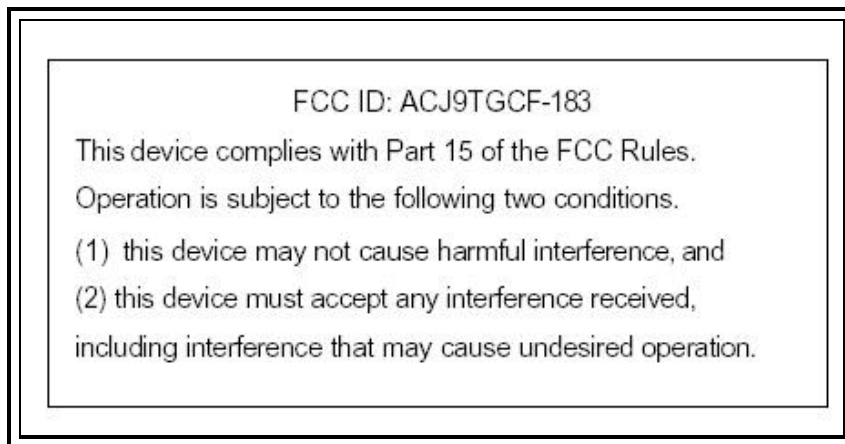 FCC ID: ACJ9TGCF-183
This device complies with Part 15 of the FCC Rules.
Operation is subject to the following two conditions.
(1) this device may not cause harmful interference, and
(2) this device must accept any interference received,
including interference that may cause undesired operation.